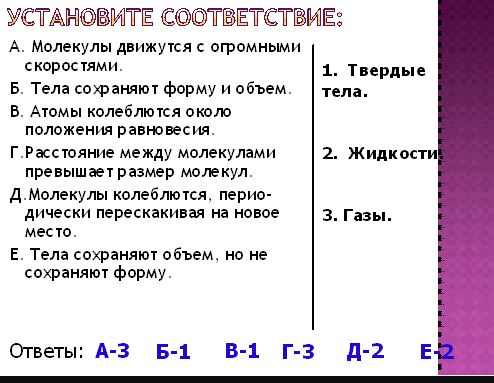 УСТАНОВИТЕ СООТВЕТСТВИЕ:
А. Молекулы движутся с огромными
скоростями.
Б. Тела сохраняют форму и объем.
В. Атомы колеблются около
положения равновесия.
Г.Расстояние между молекулами
превышает размер молекул.
Д.Молекулы колеблются, перио-
дически перескакивая на новое
место.
Е. Тела сохраняют объем, но не
сохраняют форму.
1. Твердые
тела.
2. Жидкости.
3. Газы.
Ответы: А-3 Б-1 В-1 Г-3 Д-2 Е-2